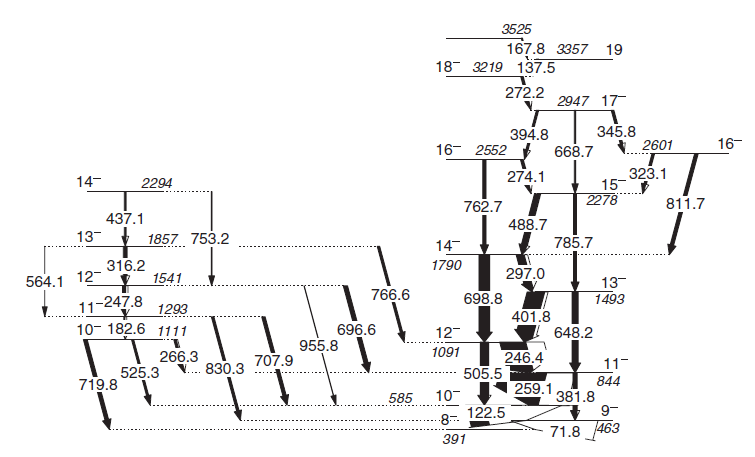 3525
167.8 3357 19
18⁻ 3219 137.5
272.2
2947 17⁻
394.8 345.8
16⁻ 2552 668.7 2601 16⁻
274.1 323.1
14⁻ 2294 15⁻
2278
762.7 811.7
437.1 488.7
13⁻ 1857 753.2 785.7
14⁻
1790
316.2 297.0
564.1 12⁻ 1541 766.6 13⁻
1493
247.8 698.8
11⁻ 1293 401.8
10⁻ 182.6 1111 696.6 648.2
12⁻
1091
266.3 707.9 955.8 246.4
525.3 830.3 505.5 11⁻
844
719.8 259.1 381.8
585 10⁻
122.5 9⁻
8⁻ 71.8 463
391